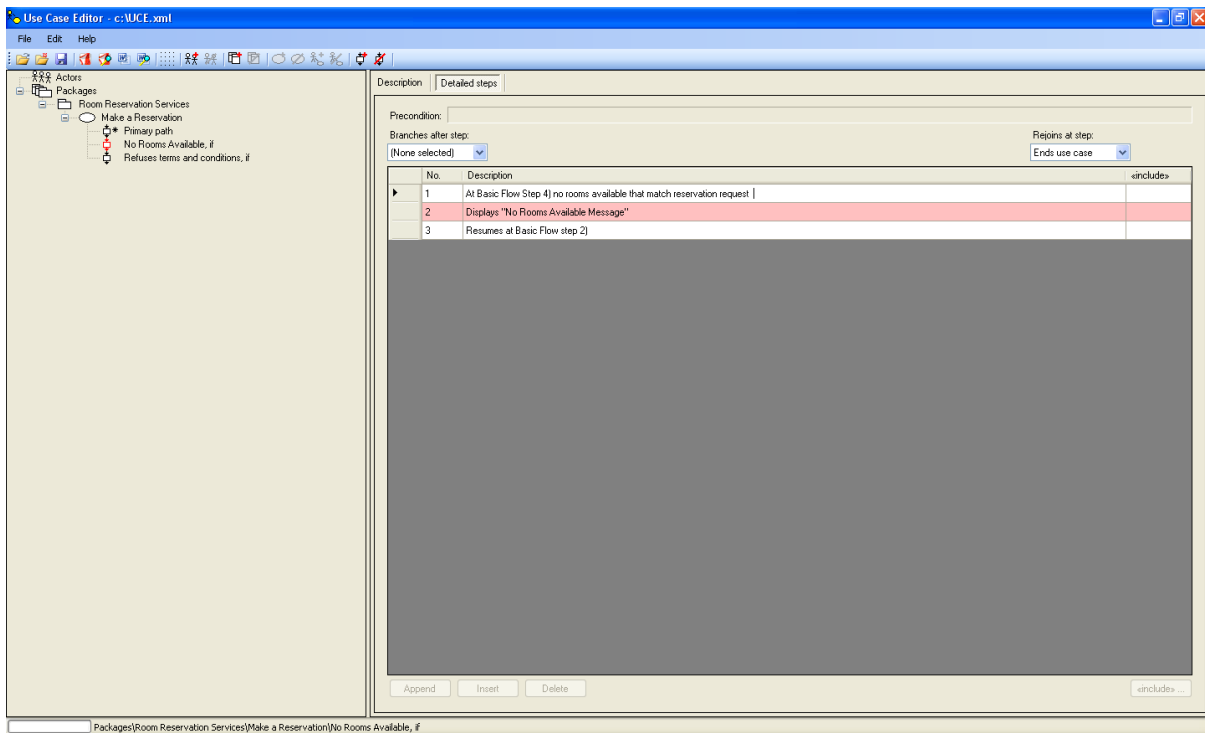 Use Case Editor - c:\UCE.xml
File Edit Help
Actors
Packages
Room Reservation Services
Make a Reservation
Primary path
No Rooms Available, if
Refuses terms and conditions, if
Description Detailed steps
Precondition:
Branches after step: Rejoins at step:
(None selected) Ends use case
No. Description «include»
1 At Basic Flow Step 4) no rooms available that match reservation request
2 Displays "No Rooms Available Message"
3 Resumes at Basic Flow step 2)
Append Insert Delete «include» ...
Packages\Room Reservation Services\Make a Reservation\No Rooms Available, if